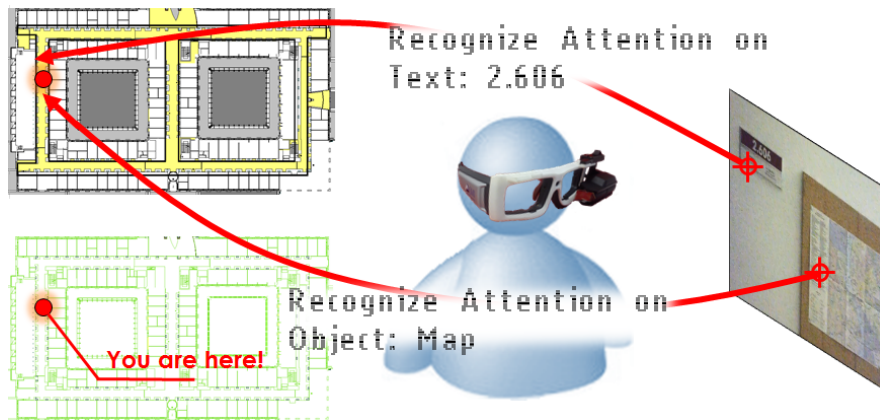 Recognize Attention on
Text: 2.606
2.606
Recognize Attention on
Object: Map
You are here!